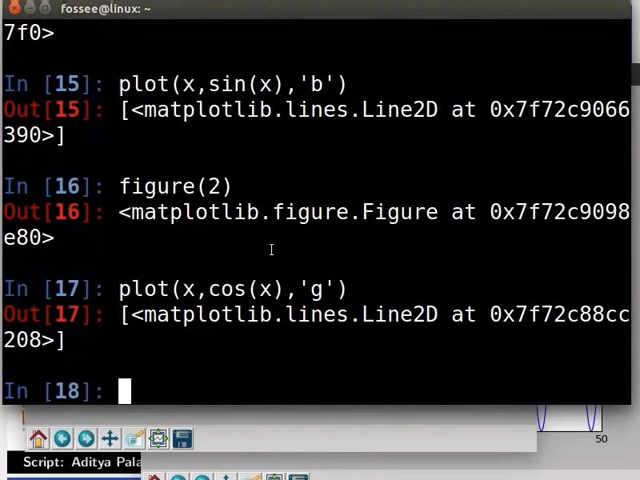 fossee@linux: ~
7f0>
In [15]: plot(x,sin(x),'b')
Out[15]: [<matplotlib.lines.Line2D at 0x7f72c9066
390>]
In [16]: figure(2)
Out[16]: <matplotlib.figure.Figure at 0x7f72c9098
e80>
In [17]: plot(x,cos(x),'g')
Out[17]: [<matplotlib.lines.Line2D at 0x7f72c88cc
208>]
In [18]:
50
Script: Aditya Pala